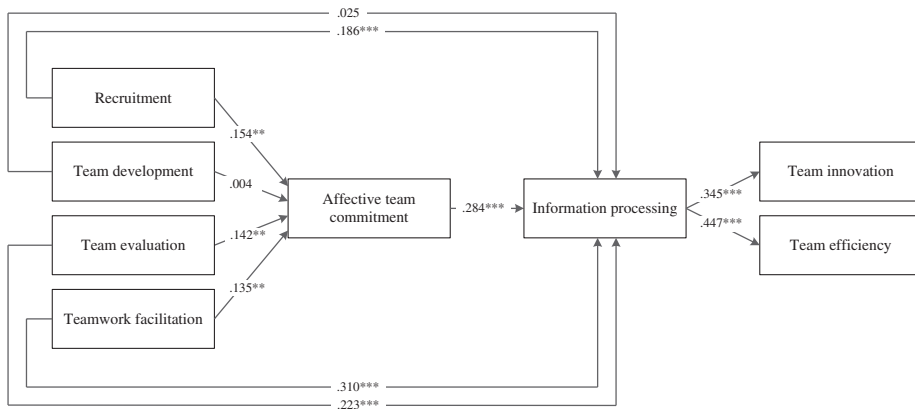 .025
.186***
Recruitment
.154**
Team development
.004
Affective team
commitment
.284***
Information processing
Team innovation
.345***
.447***
Team evaluation
.142**
Team efficiency
.135**
Teamwork facilitation
.310***
.223***